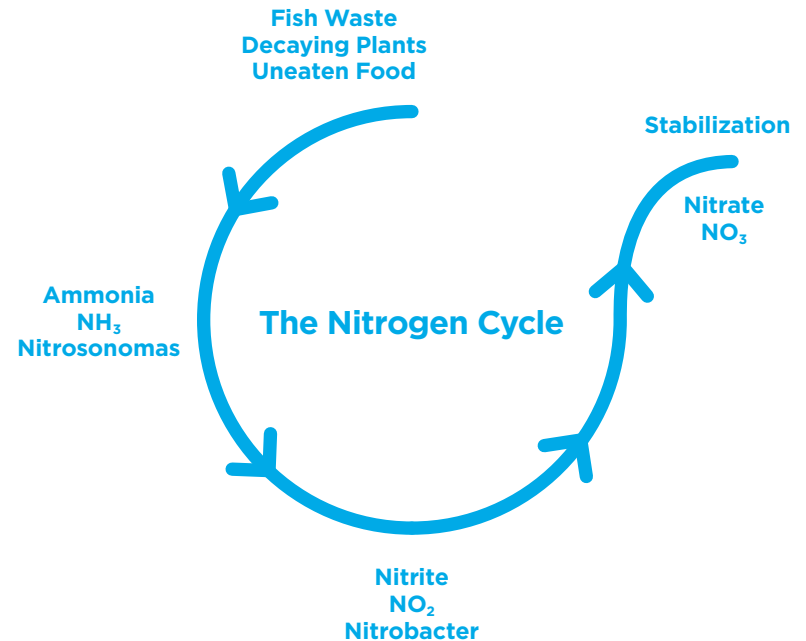 Fish Waste
Decaying Plants
Uneaten Food
Stabilization
Nitrate
NO₃
Ammonia
NH₃
Nitrosonomas
The Nitrogen Cycle
Nitrite
NO₂
Nitrobacter